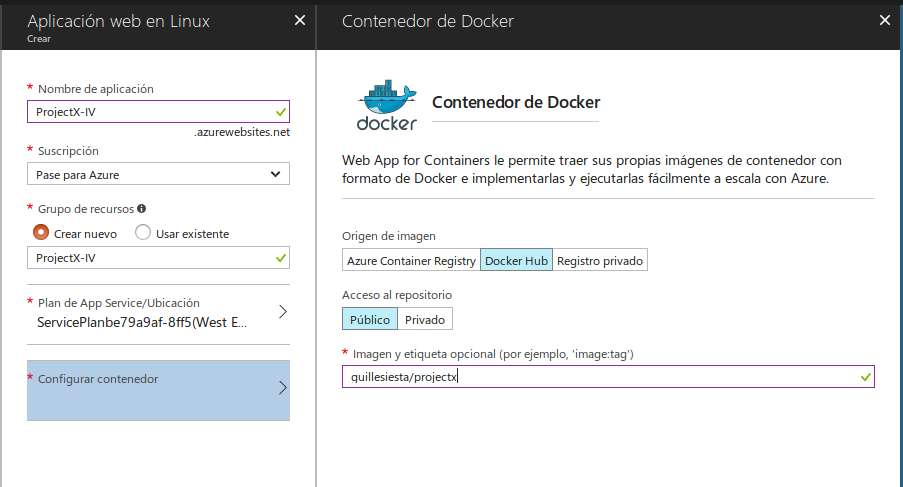 Aplicación web en Linux
Crear
* Nombre de aplicación
ProjectX-IV
.azurewebsites.net
* Suscripción
Pase para Azure
* Grupo de recursos
Crear nuevo Usar existente
ProjectX-IV
* Plan de App Service/Ubicación
ServicePlanbe79a9af-8ff5(West E...
* Configurar contenedor
Contenedor de Docker
docker
Contenedor de Docker
Web App for Containers le permite traer sus propias imágenes de contenedor con
formato de Docker e implementarlas y ejecutarlas fácilmente a escala con Azure.
Origen de imagen
Azure Container Registry Docker Hub Registro privado
Acceso al repositorio
Público Privado
* Imagen y etiqueta opcional (por ejemplo, 'image:tag')
guillesiesta/projectx